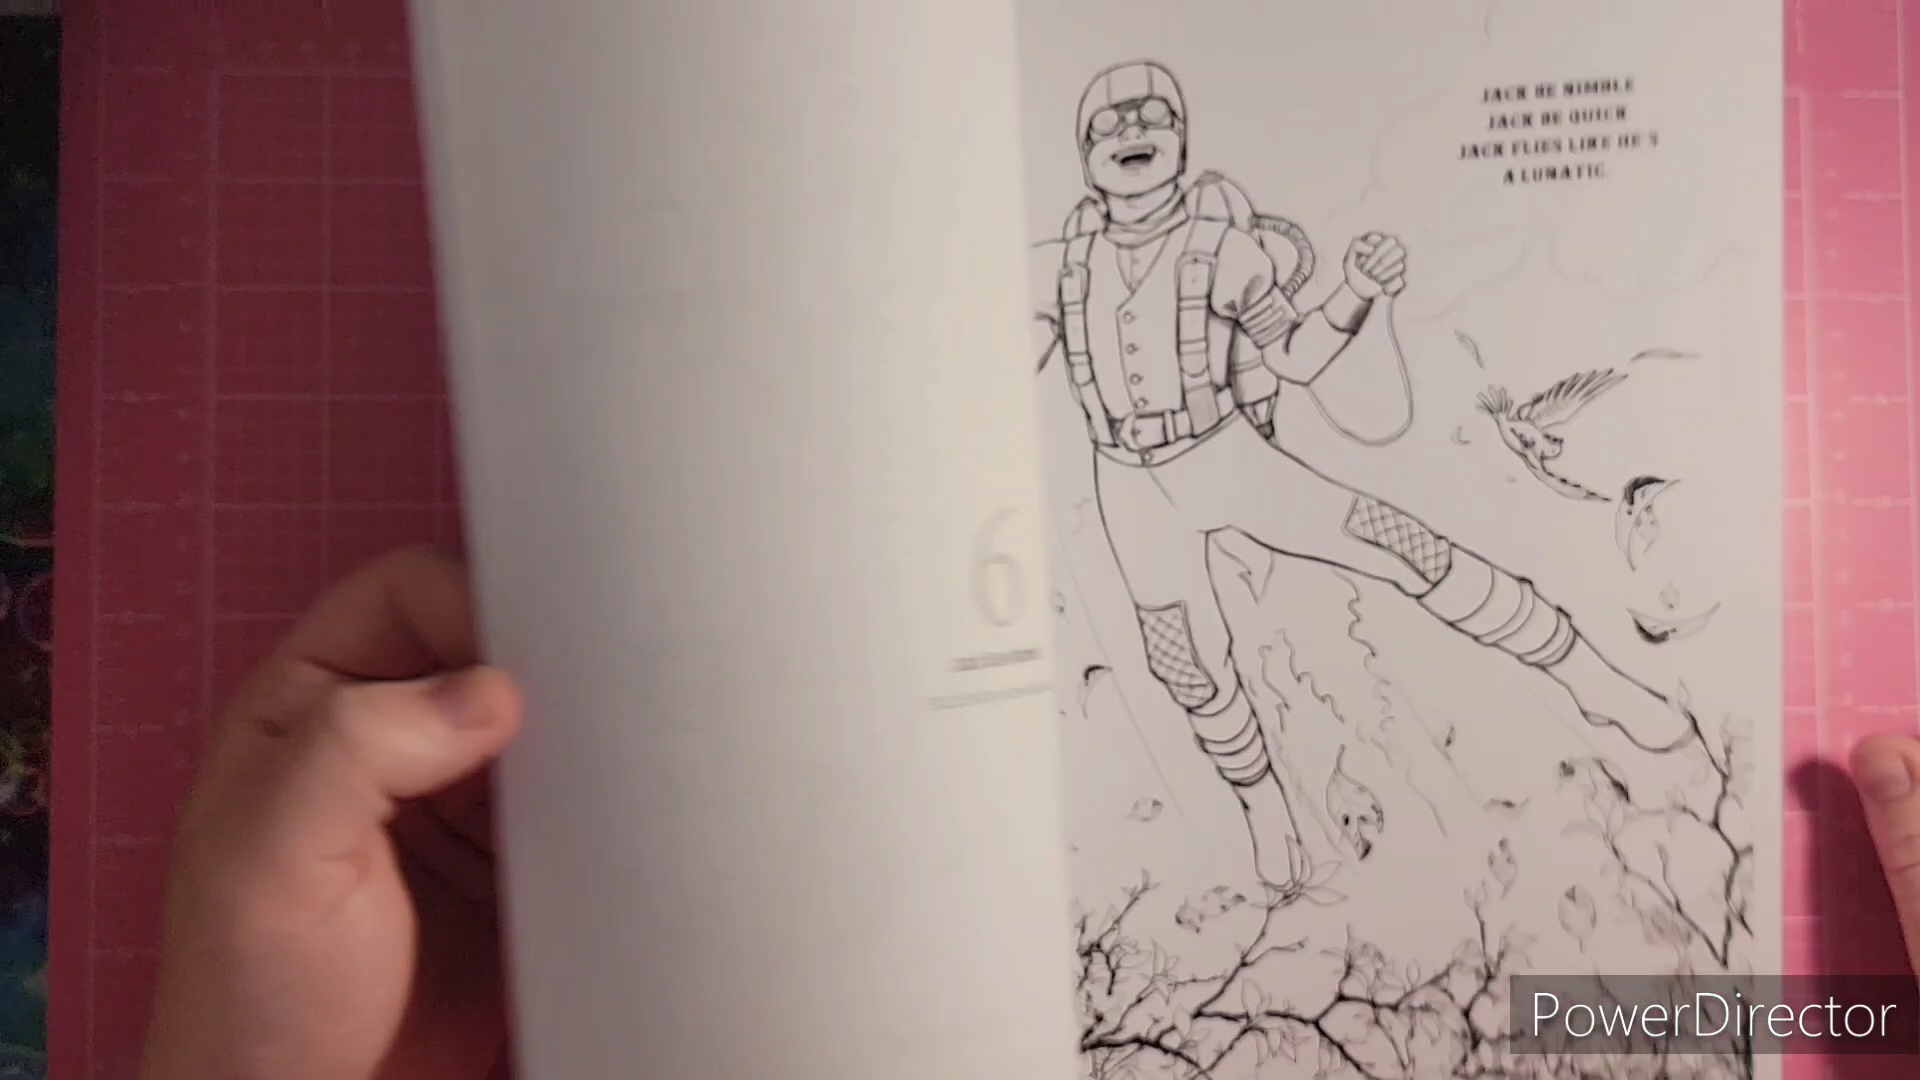 JACK BE NIMBLE
JACK BE QUICK
JACK FLIES LIKE HE'S
A LUNATIC.
6
PowerDirector